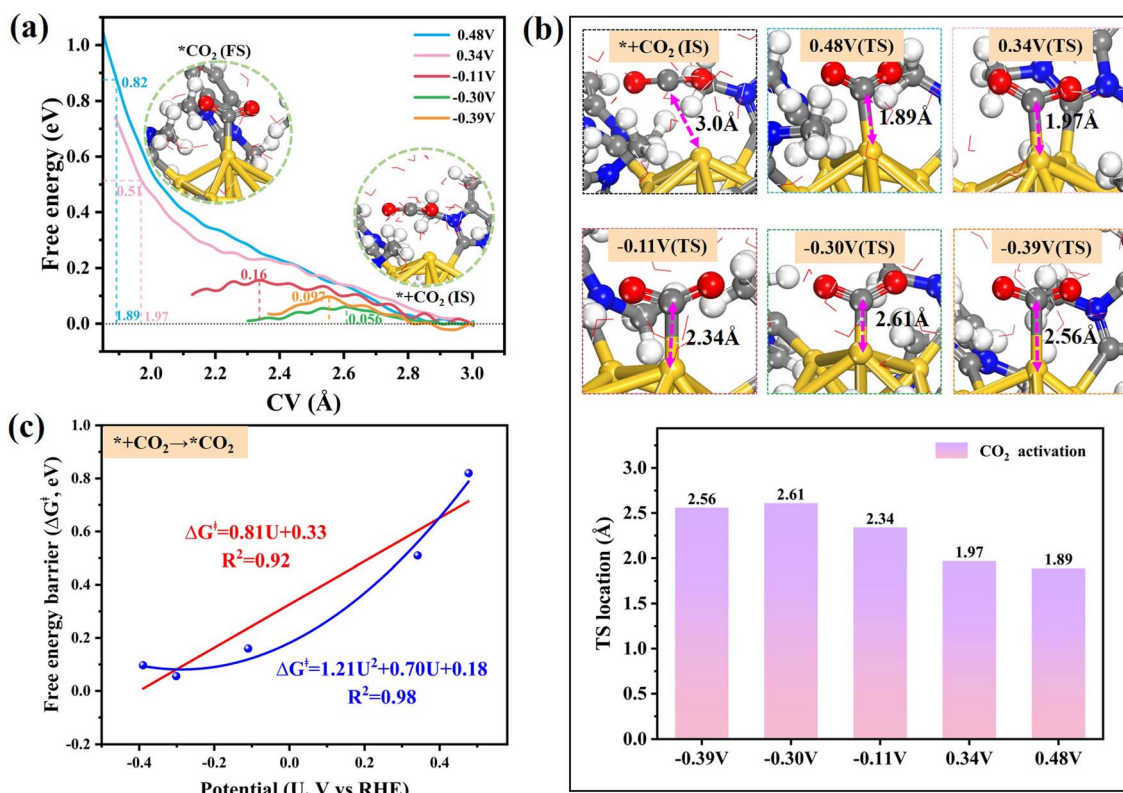 (a)
1.0
0.8
0.6
0.4
0.2
0.0
Free energy (eV)
*CO₂ (FS)
0.48V
0.34V
-0.11V
-0.30V
-0.39V
0.82
0.51
0.16
0.097
0.056
1.89
1.97
*+CO₂ (IS)
2.0 2.2 2.4 2.6 2.8 3.0
CV (Å)
(b)
*+CO₂ (IS)
3.0Å
0.48V(TS)
1.89Å
0.34V(TS)
1.97Å
-0.11V(TS)
2.34Å
-0.30V(TS)
2.61Å
-0.39V(TS)
2.56Å
CO₂ activation
3.0
2.5
2.0
1.5
1.0
0.5
0.0
TS location (Å)
2.56
2.61
2.34
1.97
1.89
-0.39V -0.30V -0.11V 0.34V 0.48V
(c)
1.0
0.8
0.6
0.4
0.2
0.0
-0.2
Free energy barrier (ΔG‡, eV)
*+CO₂→*CO₂
ΔG‡=0.81U+0.33
R²=0.92
ΔG‡=1.21U²+0.70U+0.18
R²=0.98
-0.4 -0.2 0.0 0.2 0.4
Potential (U, V vs RHE)